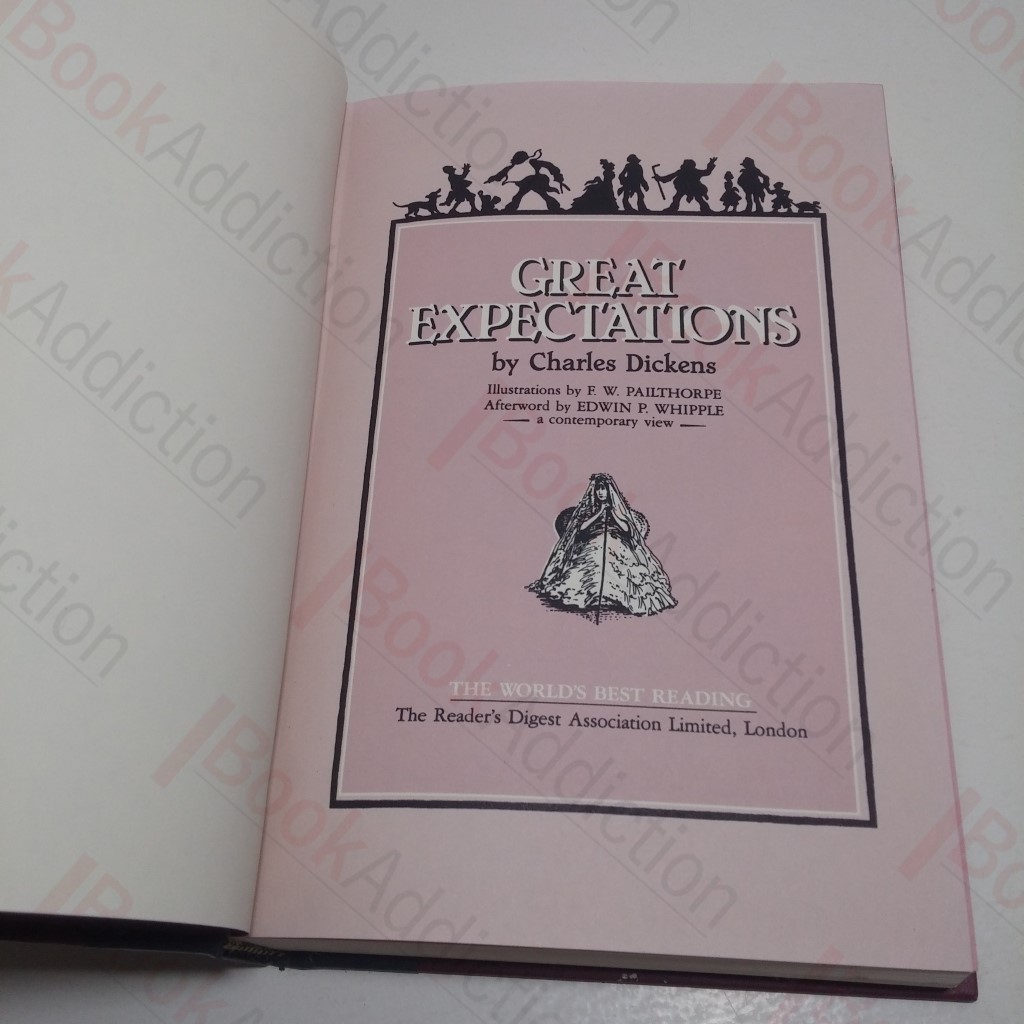 GREAT
EXPECTATIONS
by Charles Dickens
Illustrations by F. W. PAILTHORPE
Afterword by EDWIN P. WHIPPLE
— a contemporary view —
THE WORLD'S BEST READING
The Reader's Digest Association Limited, London
BookAddiction